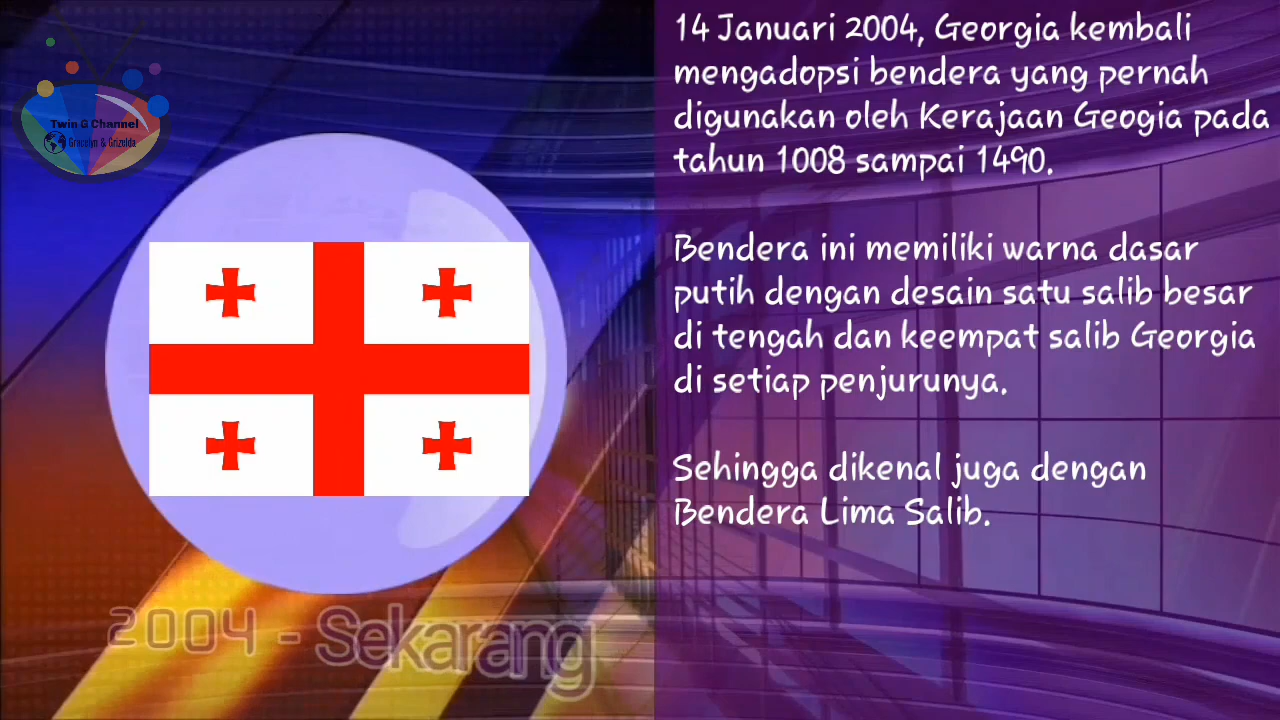 Twin G Channel
Gracelyn & Grizelda
14 Januari 2004, Georgia kembali
mengadopsi bendera yang pernah
digunakan oleh Kerajaan Geogia pada
tahun 1008 sampai 1490.
Bendera ini memiliki warna dasar
putih dengan desain satu salib besar
di tengah dan keempat salib Georgia
di setiap penjurunya.
Sehingga dikenal juga dengan
Bendera Lima Salib.
2004 - Sekarang